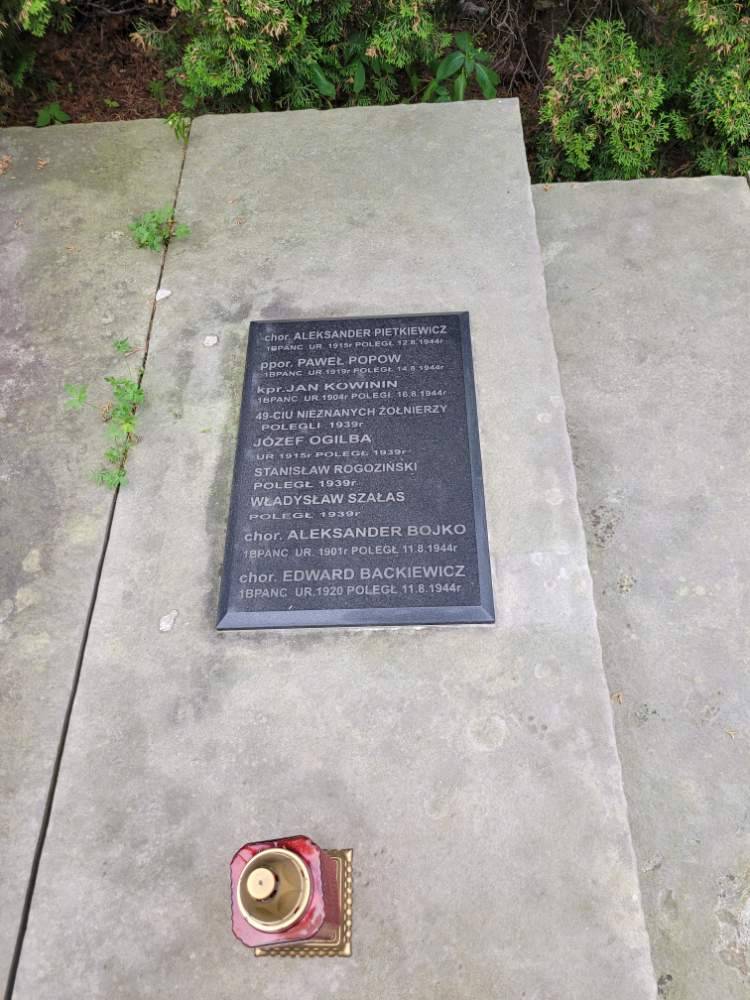 chor. ALEKSANDER PIETKIEWICZ
1BPANC UR. 1915r POLEGŁ 12.8.1944r
ppor. PAWEŁ POPOW
1BPANC UR. 1919r POLEGŁ 14.8.1944r
kpr.JAN KOWININ
1BPANC UR. 1904r POLEGŁ 16.8.1944r
49-CIU NIEZNANYCH ŻOŁNIERZY
POLEGLI 1939r
JÓZEF OGILBA
UR 1915r POLEGŁ 1939r
STANISŁAW ROGOZIŃSKI
POLEGŁ 1939r
WŁADYSŁAW SZAŁAS
POLEGŁ 1939r
chor. ALEKSANDER BOJKO
1BPANC UR. 1901r POLEGŁ 11.8.1944r
chor. EDWARD BACKIEWICZ
1BPANC UR.1920 POLEGŁ 11.8.1944r